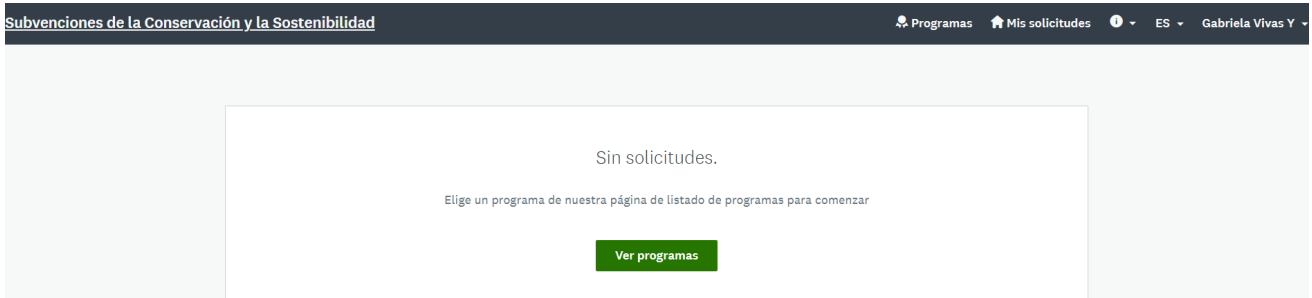 Subvenciones de la Conservación y la Sostenibilidad Programas Mis solicitudes ES Gabriela Vivas Y
Sin solicitudes.
Elige un programa de nuestra página de listado de programas para comenzar
Ver programas